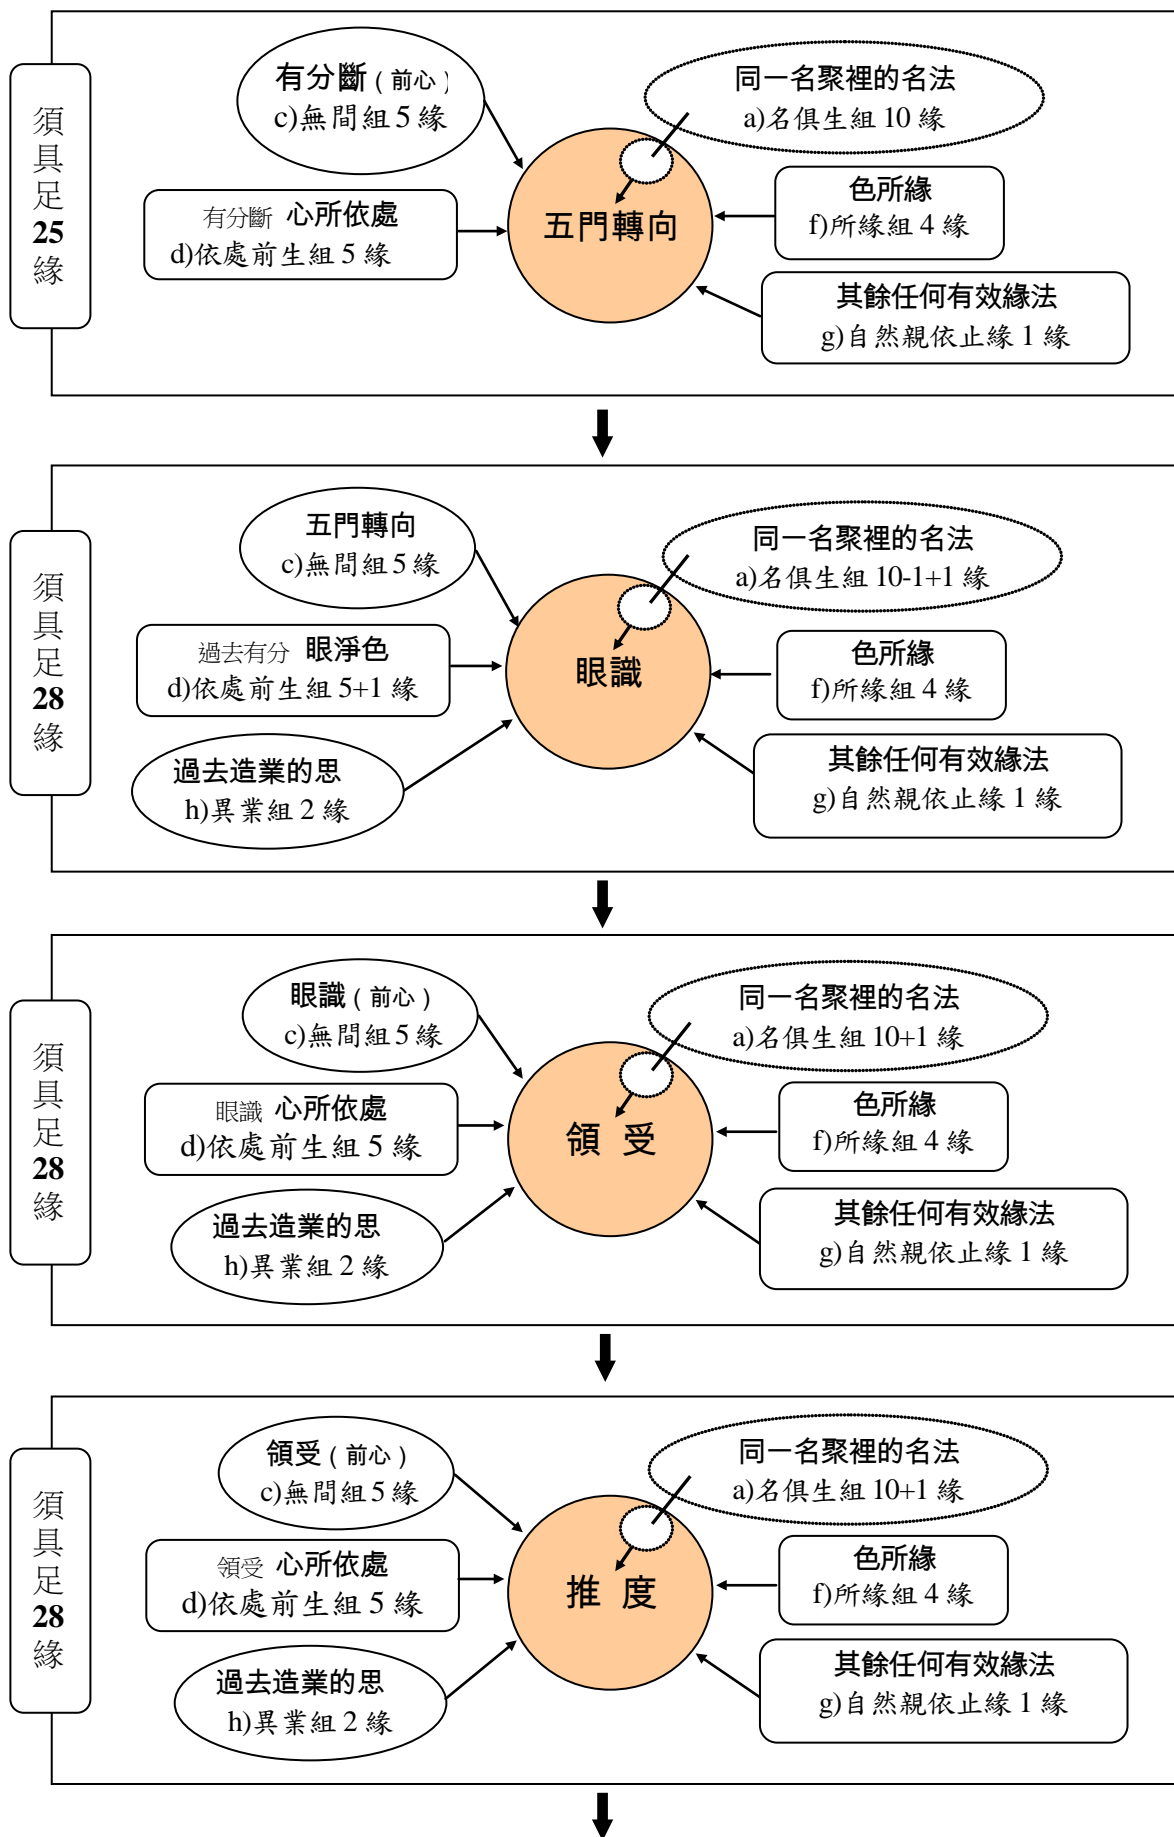 須具足25緣
有分斷（前心）
c)無間組 5 緣
同一名聚裡的名法
a)名俱生組 10 緣
有分斷 心所依處
d)依處前生組 5 緣
五門轉向
色所緣
f)所緣組 4 緣
其餘任何有效緣法
g)自然親依止緣 1 緣
須具足28緣
五門轉向
c)無間組 5 緣
同一名聚裡的名法
a)名俱生組 10-1+1 緣
過去有分 眼淨色
d)依處前生組 5+1 緣
眼識
色所緣
f)所緣組 4 緣
過去造業的思
h)異業組 2 緣
其餘任何有效緣法
g)自然親依止緣 1 緣
須具足28緣
眼識（前心）
c)無間組 5 緣
同一名聚裡的名法
a)名俱生組 10+1 緣
眼識 心所依處
d)依處前生組 5 緣
領 受
色所緣
f)所緣組 4 緣
過去造業的思
h)異業組 2 緣
其餘任何有效緣法
g)自然親依止緣 1 緣
須具足28緣
領受（前心）
c)無間組 5 緣
同一名聚裡的名法
a)名俱生組 10+1 緣
領受 心所依處
d)依處前生組 5 緣
推 度
色所緣
f)所緣組 4 緣
過去造業的思
h)異業組 2 緣
其餘任何有效緣法
g)自然親依止緣 1 緣